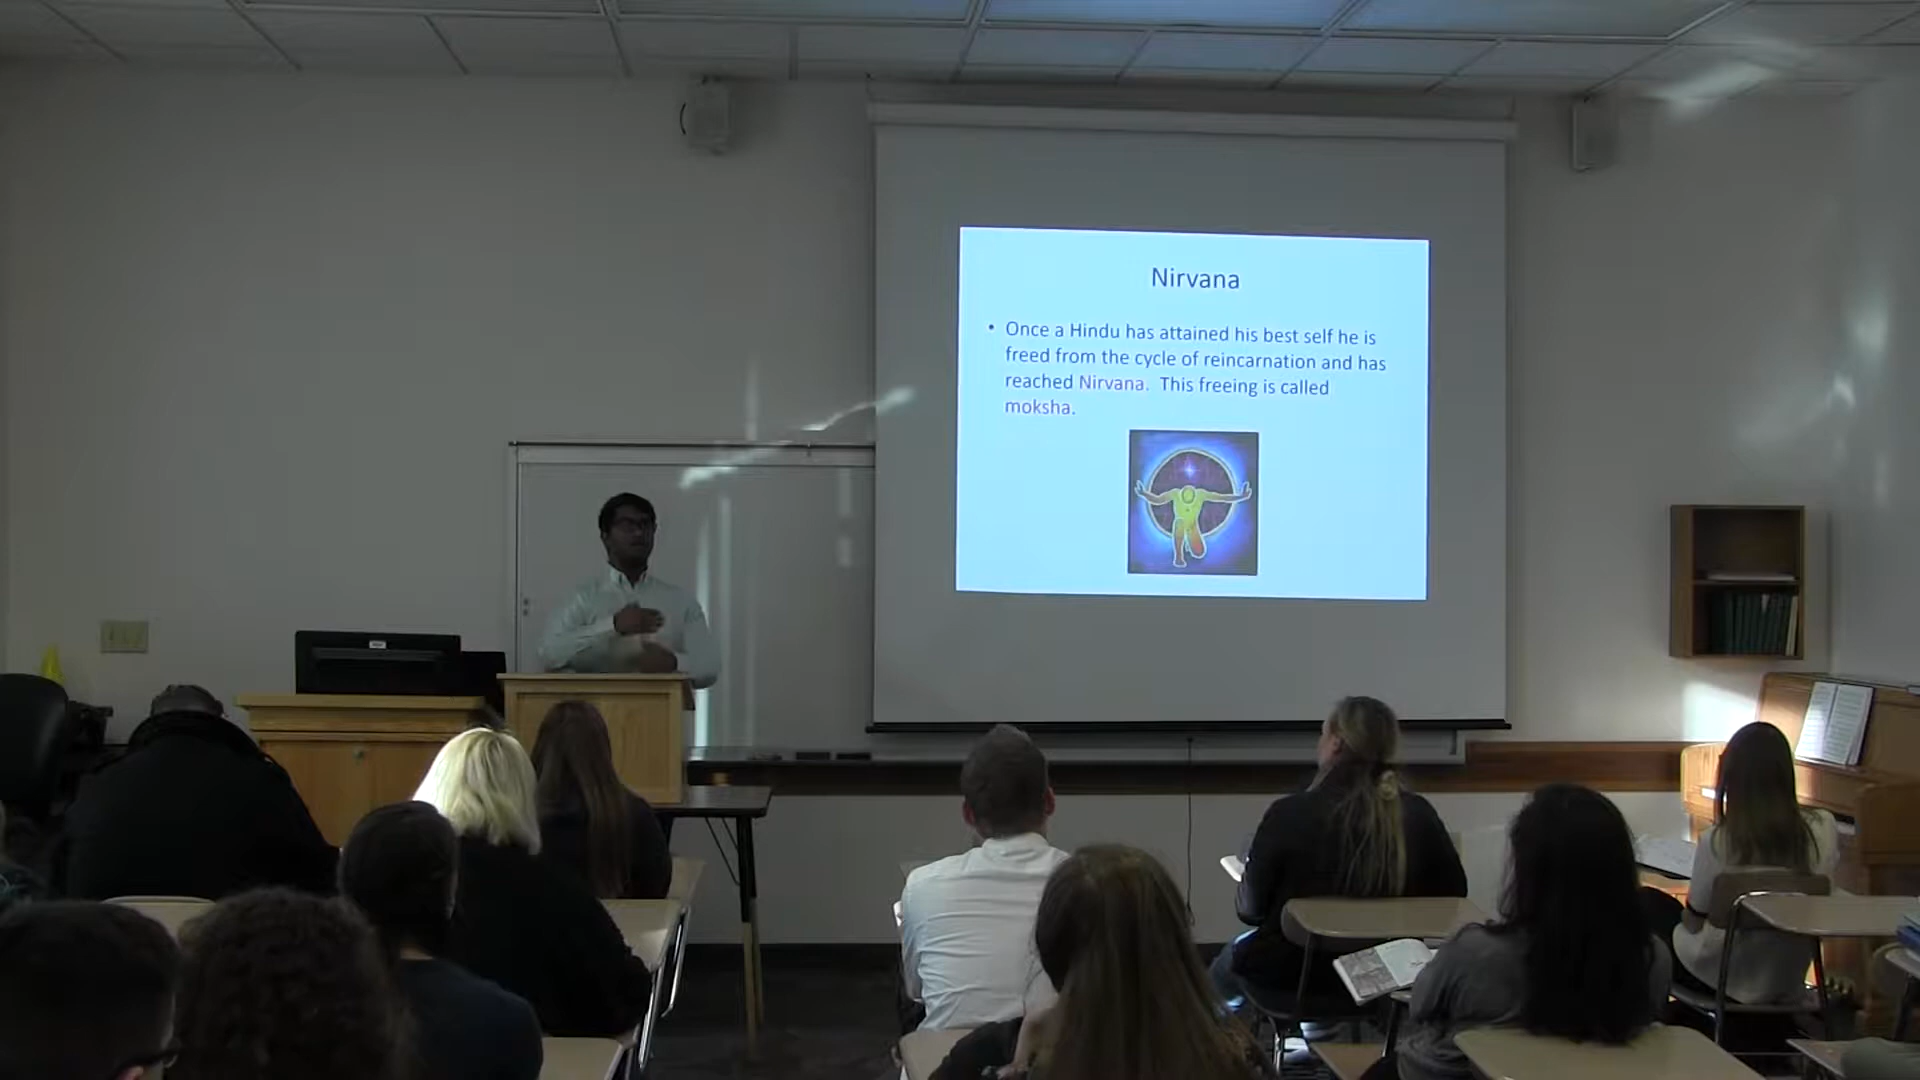 Nirvana
• Once a Hindu has attained his best self he is
freed from the cycle of reincarnation and has
reached Nirvana.  This freeing is called
moksha.